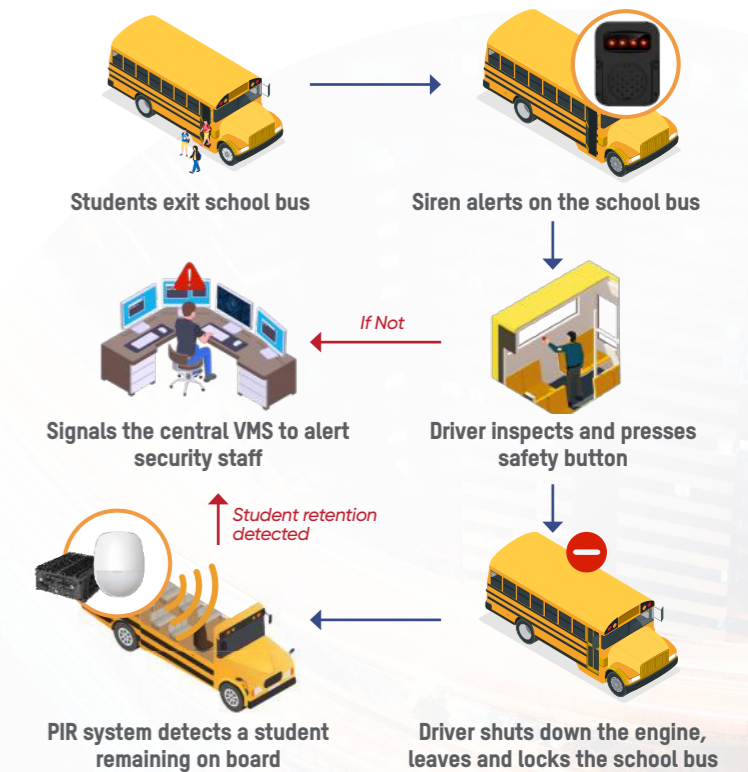 Students exit school bus
Siren alerts on the school bus
If Not
Signals the central VMS to alert
security staff
Driver inspects and presses
safety button
Student retention
detected
PIR system detects a student
remaining on board
Driver shuts down the engine,
leaves and locks the school bus